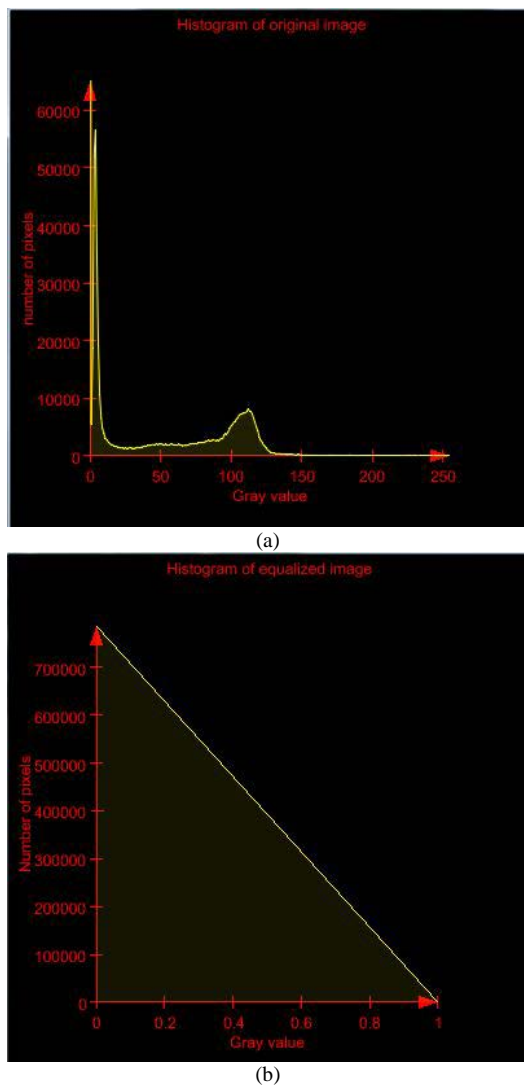 Histogram of original image
number of pixels
60000
50000
40000
30000
20000
10000
0
0 50 100 150 200 250
Gray value
(a)
Histogram of equalized image
Number of pixels
700000
600000
500000
400000
300000
200000
100000
0
0 0.2 0.4 0.6 0.8 1
Gray value
(b)